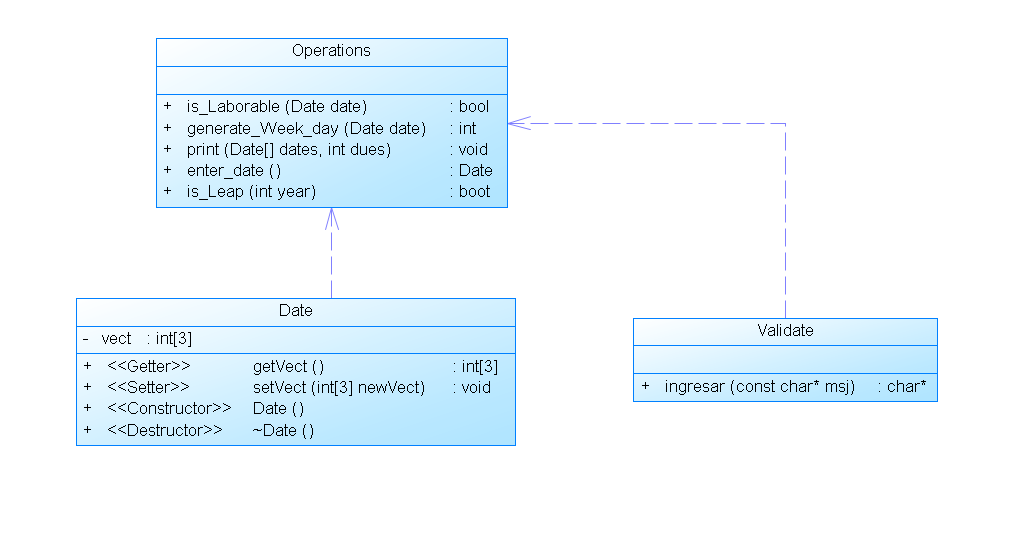 Operations
+ is_Laborable (Date date) : bool
+ generate_Week_day (Date date) : int
+ print (Date[] dates, int dues) : void
+ enter_date () : Date
+ is_Leap (int year) : boot
Date
- vect : int[3]
+ <<Getter>> getVect () : int[3]
+ <<Setter>> setVect (int[3] newVect) : void
+ <<Constructor>> Date ()
+ <<Destructor>> ~Date ()
Validate
+ ingresar (const char* msj) : char*